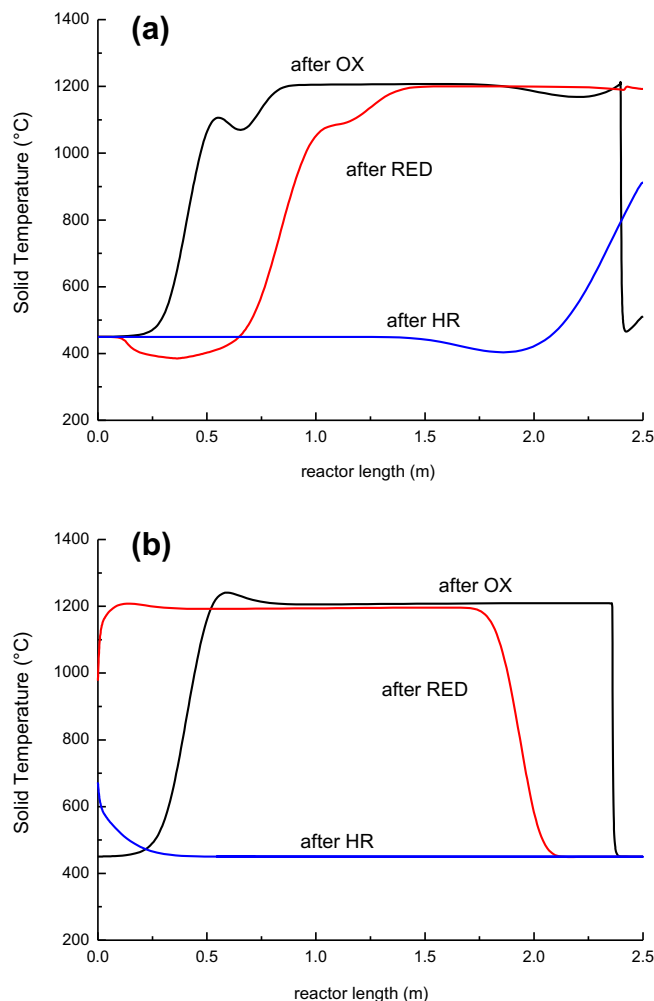 (a)
1400
1200
1000
800
600
400
200
Solid Temperature (°C)
after OX
after RED
after HR
0.0 0.5 1.0 1.5 2.0 2.5
reactor length (m)
(b)
1400
1200
1000
800
600
400
200
Solid Temperature (°C)
after OX
after RED
after HR
0.0 0.5 1.0 1.5 2.0 2.5
reactor length (m)